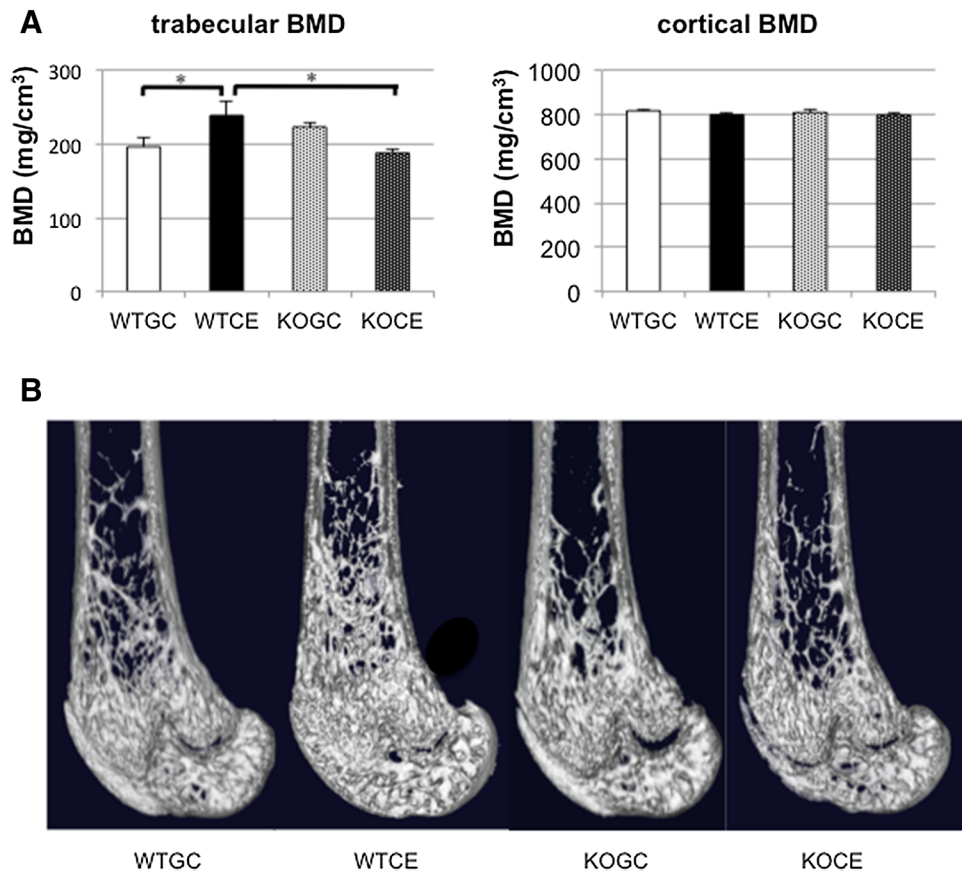 A
trabecular BMD
cortical BMD
BMD (mg/cm³)
300
200
100
0
*
*
WTGC
WTCE
KOGC
KOCE
BMD (mg/cm³)
1000
800
600
400
200
0
WTGC
WTCE
KOGC
KOCE
B
WTGC
WTCE
KOGC
KOCE